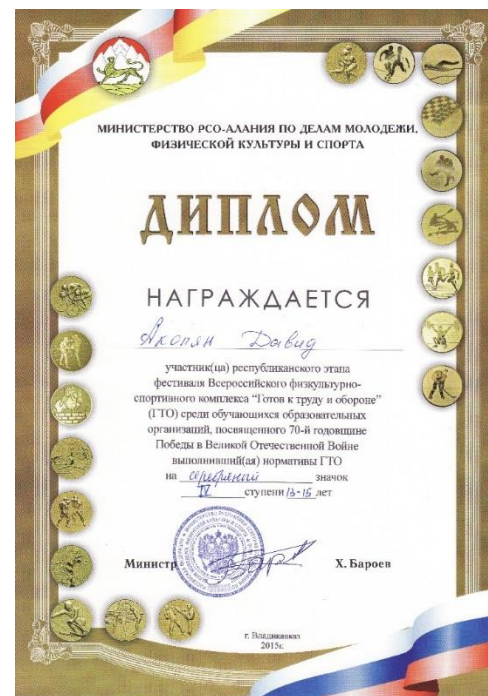 МИНИСТЕРСТВО РСО-АЛАНИЯ ПО ДЕЛАМ МОЛОДЕЖИ,
ФИЗИЧЕСКОЙ КУЛЬТУРЫ И СПОРТА
ДИПЛОМ
НАГРАЖДАЕТСЯ
Акопян Давид
участник(ца) республиканского этапа
фестиваля Всероссийского физкультурно-
спортивного комплекса "Готов к труду и обороне"
(ГТО) среди обучающихся образовательных
организаций, посвященного 70-й годовщине
Победы в Великой Отечественной Войне
выполнивший(ая) нормативы ГТО
на серебряный значок
IV ступени 13-15 лет
Министр Х. Бароев
г. Владикавказ
2015г.